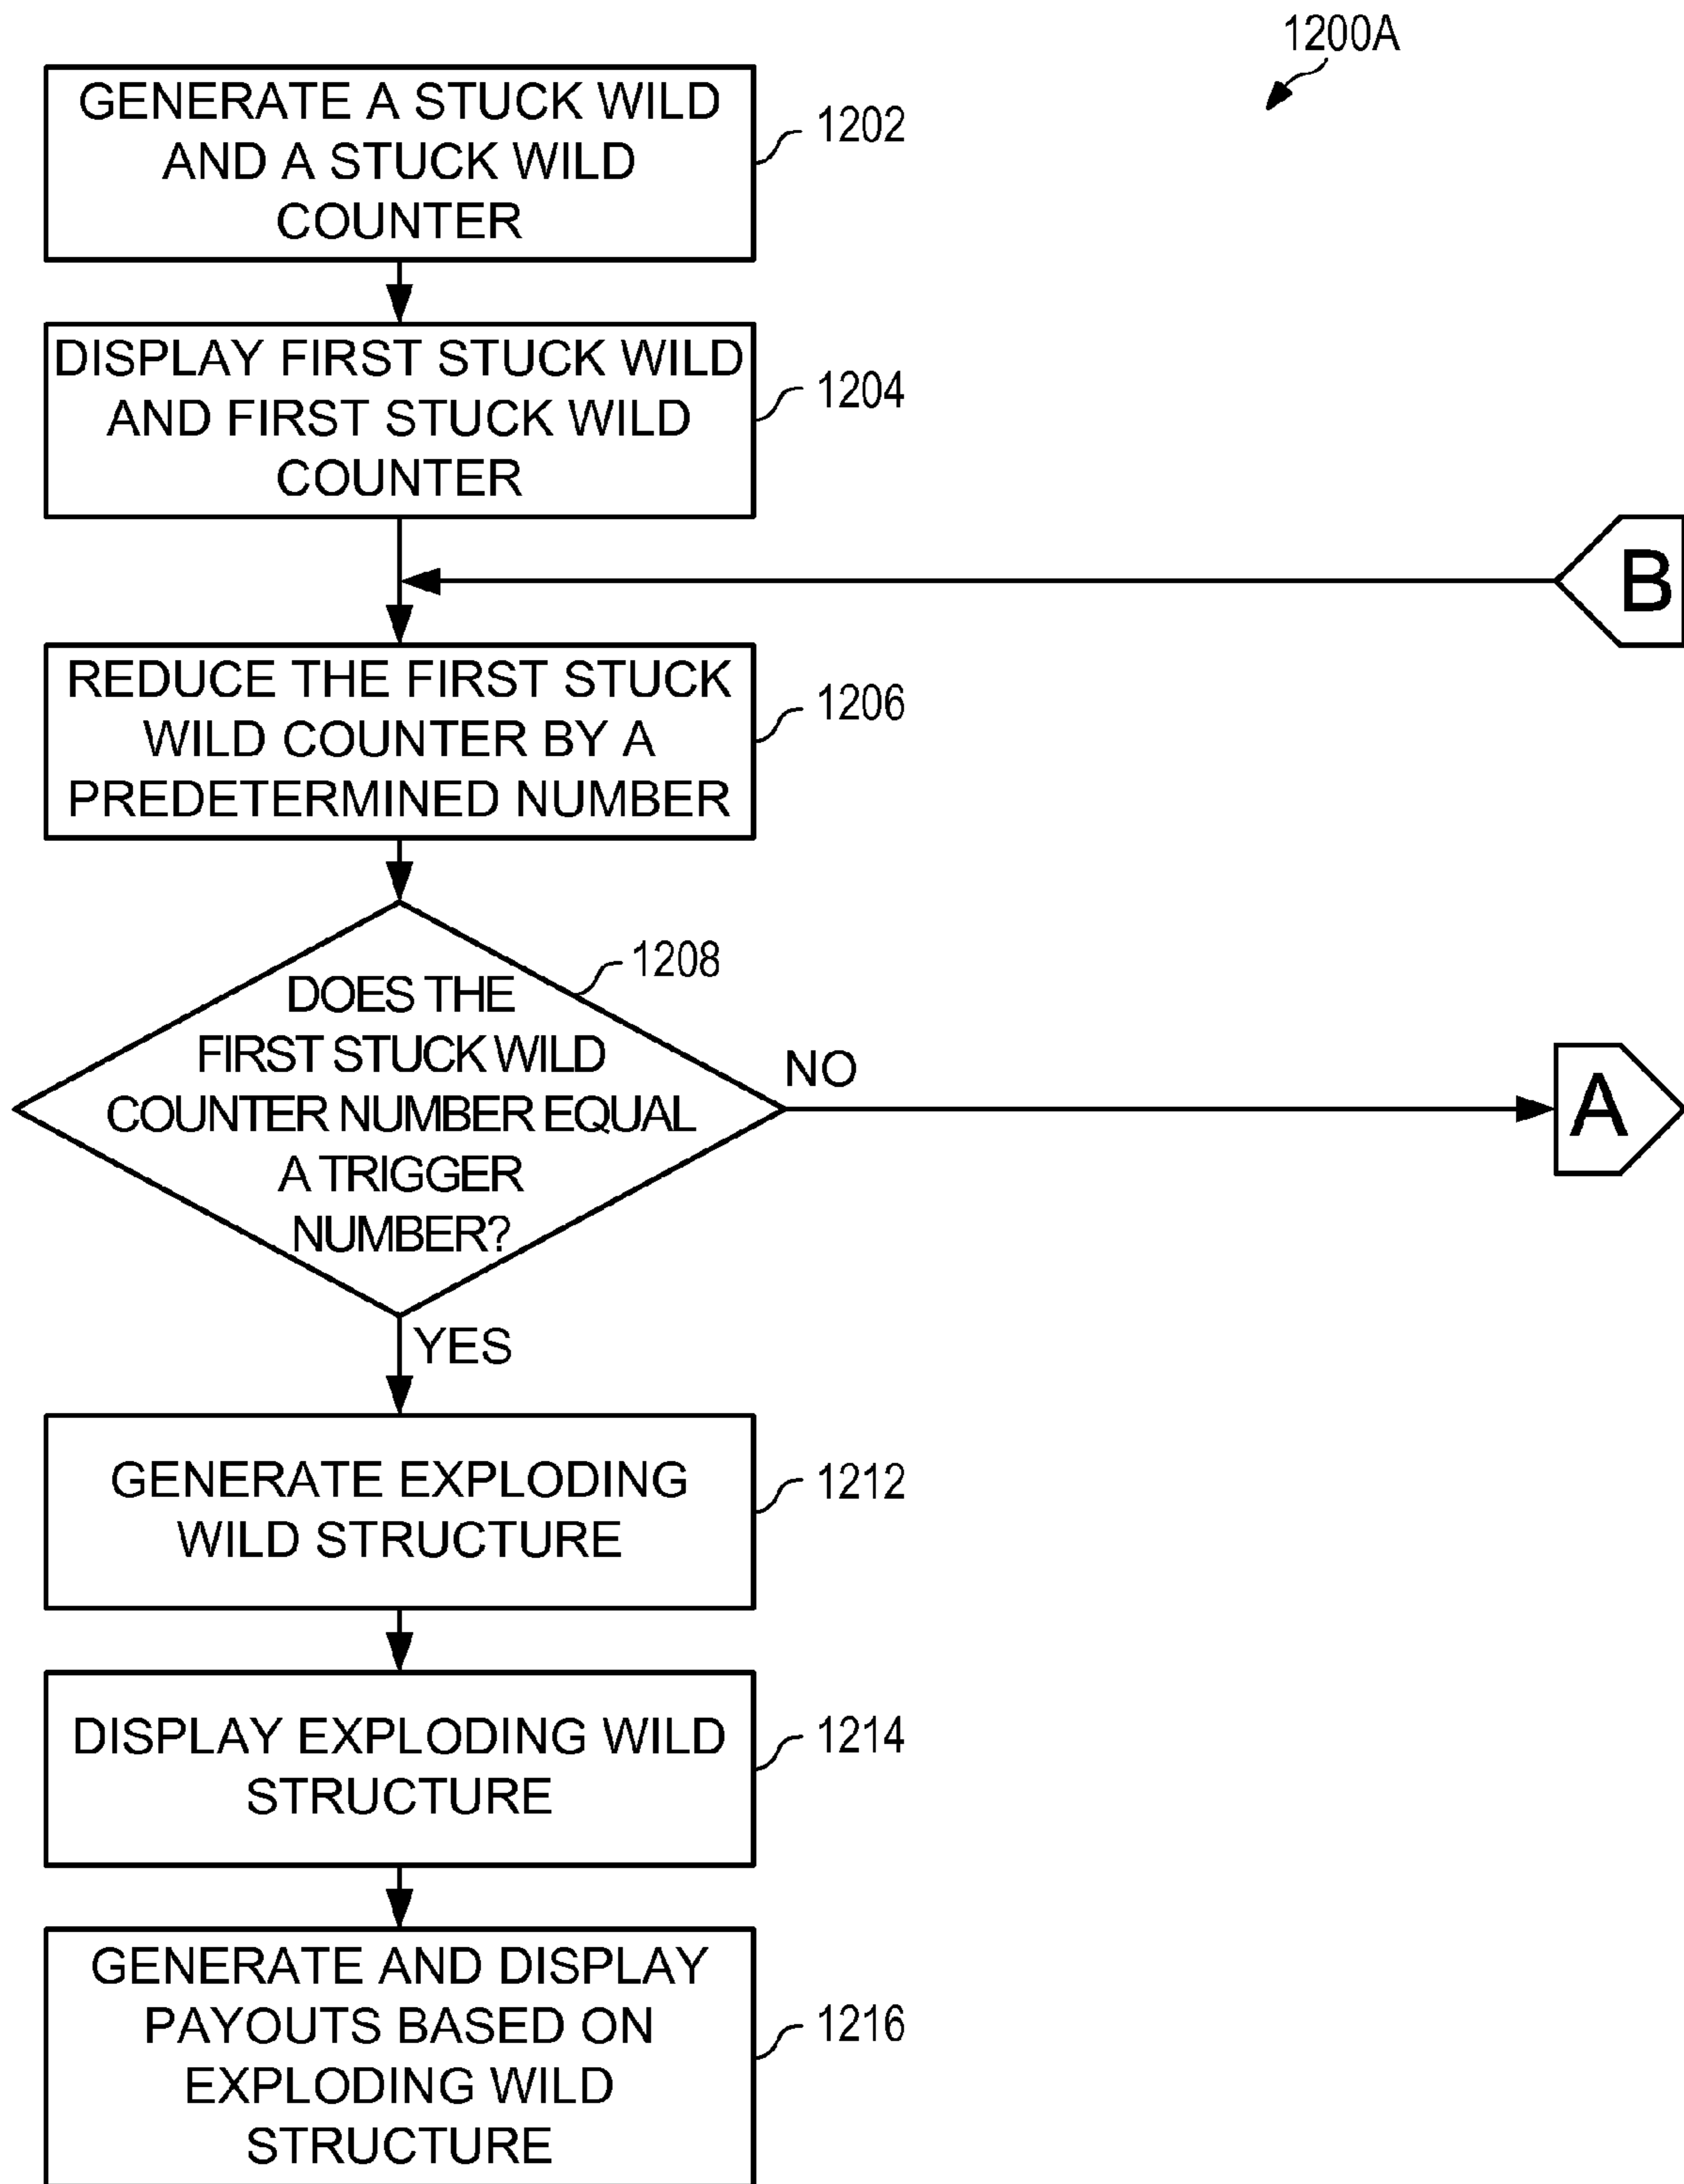 1200A
GENERATE A STUCK WILD
AND A STUCK WILD
COUNTER
1202
DISPLAY FIRST STUCK WILD
AND FIRST STUCK WILD
COUNTER
1204
B
REDUCE THE FIRST STUCK
WILD COUNTER BY A
PREDETERMINED NUMBER
1206
1208
DOES THE
FIRST STUCK WILD
COUNTER NUMBER EQUAL
A TRIGGER
NUMBER?
NO
A
YES
GENERATE EXPLODING
WILD STRUCTURE
1212
DISPLAY EXPLODING WILD
STRUCTURE
1214
GENERATE AND DISPLAY
PAYOUTS BASED ON
EXPLODING WILD
STRUCTURE
1216